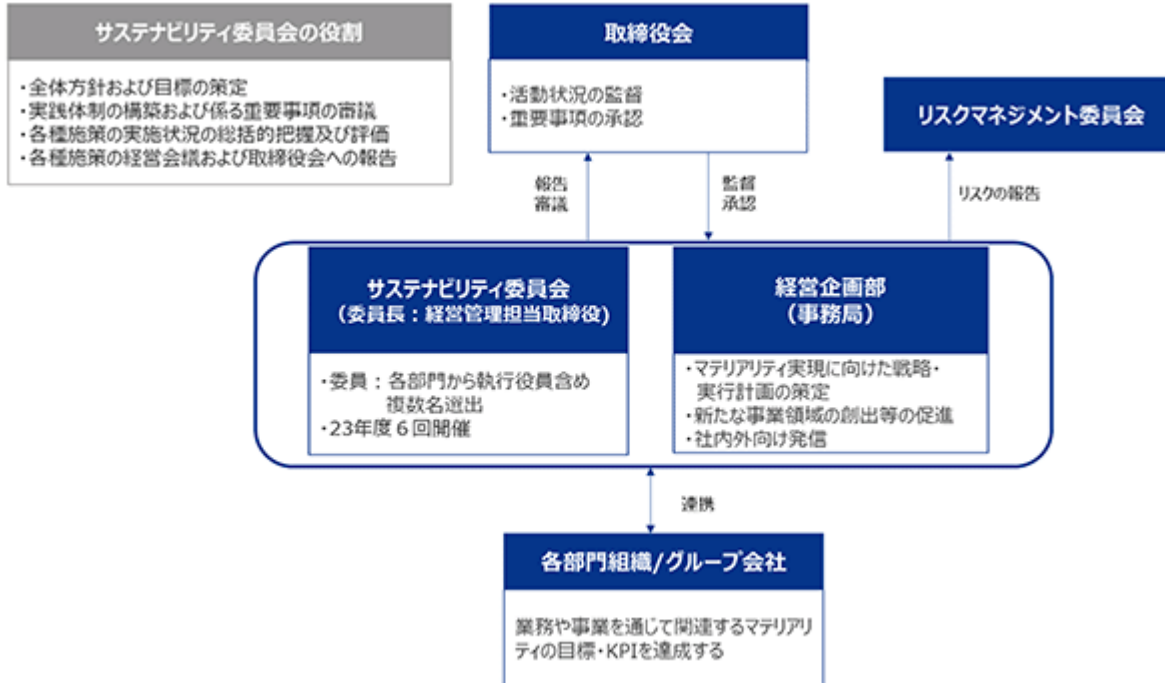 サステナビリティ委員会の役割
・全体方針および目標の策定
・実践体制の構築および係る重要事項の審議
・各種施策の実施状況の総括的把握及び評価
・各種施策の経営会議および取締役会への報告
取締役会
・活動状況の監督
・重要事項の承認
リスクマネジメント委員会
報告
審議
監督
承認
リスクの報告
サステナビリティ委員会
（委員長：経営管理担当取締役)
・委員：各部門から執行役員含め
複数名選出
・23年度６回開催
経営企画部
（事務局）
・マテリアリティ実現に向けた戦略・
実行計画の策定
・新たな事業領域の創出等の促進
・社内外向け発信
連携
各部門組織/グループ会社
業務や事業を通じて関連するマテリアリ
ティの目標・KPIを達成する